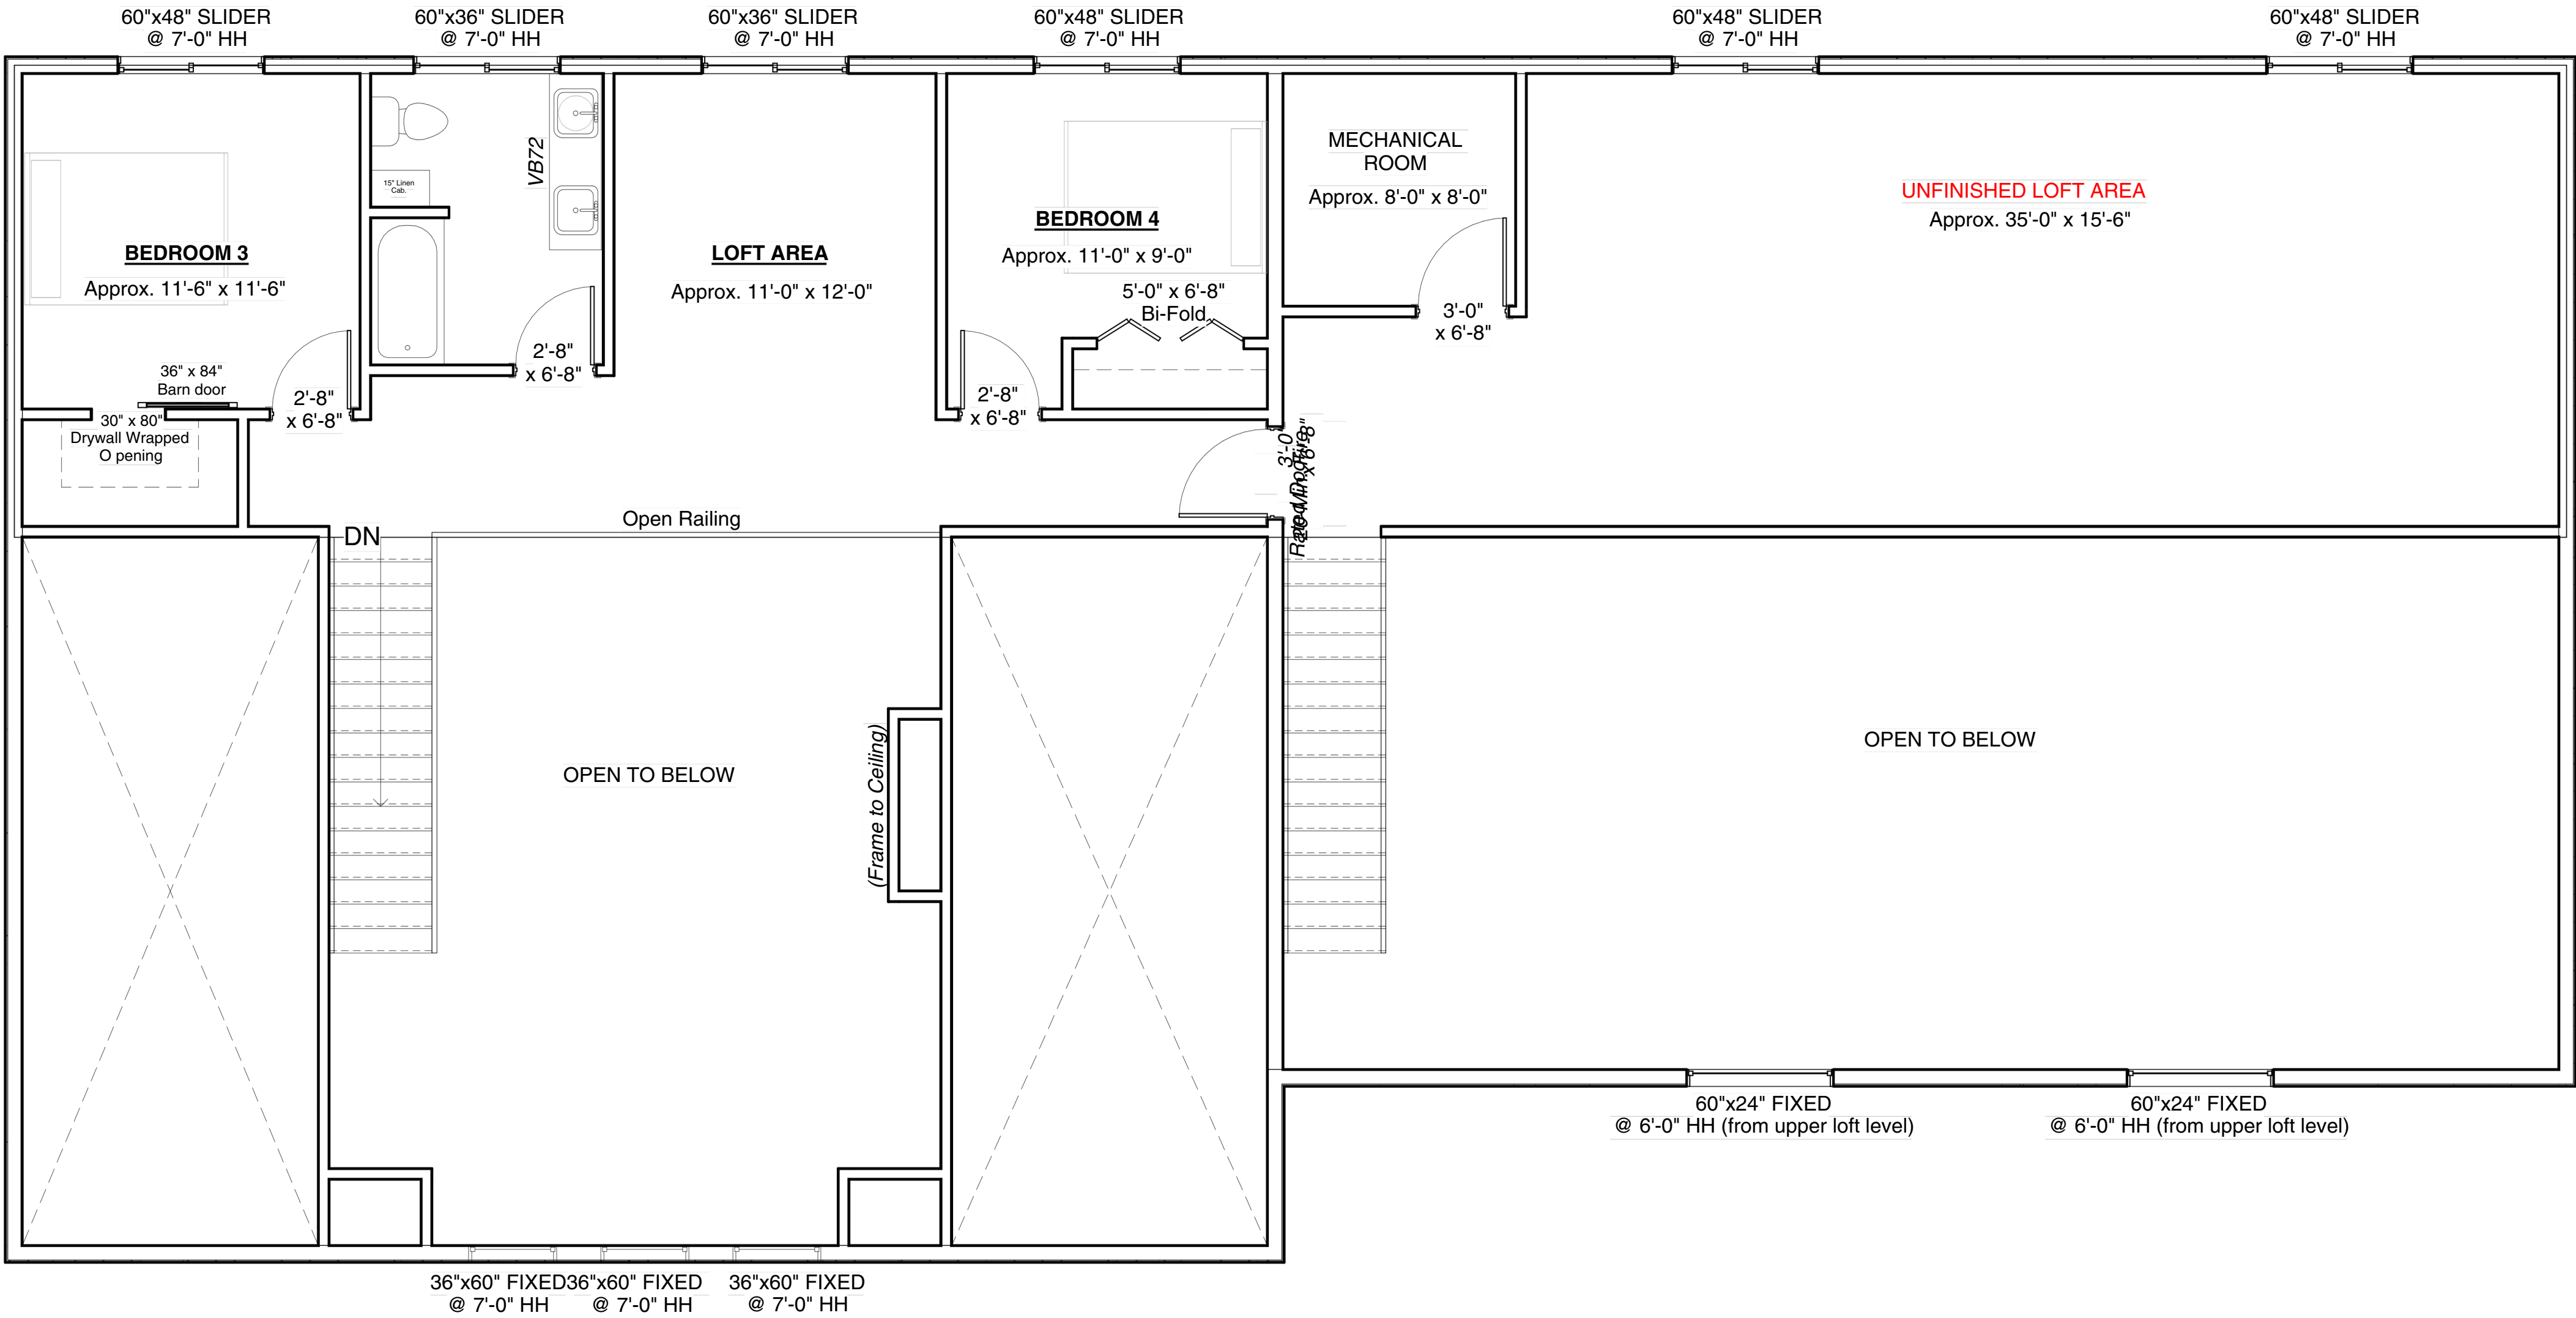 60"x48" SLIDER
@ 7'-0" HH
60"x36" SLIDER
@ 7'-0" HH
60"x36" SLIDER
@ 7'-0" HH
60"x48" SLIDER
@ 7'-0" HH
60"x48" SLIDER
@ 7'-0" HH
60"x48" SLIDER
@ 7'-0" HH
BEDROOM 3
Approx. 11'-6" x 11'-6"
36" x 84"
Barn door
30" x 80"
Drywall Wrapped
O pening
2'-8"
x 6'-8"
15" Linen
Cab.
VB72
2'-8"
x 6'-8"
LOFT AREA
Approx. 11'-0" x 12'-0"
BEDROOM 4
Approx. 11'-0" x 9'-0"
5'-0" x 6'-8"
Bi-Fold
2'-8"
x 6'-8"
MECHANICAL
ROOM
Approx. 8'-0" x 8'-0"
3'-0"
x 6'-8"
UNFINISHED LOFT AREA
Approx. 35'-0" x 15'-6"
3'-0"
x 6'-8"
DN
Open Railing
OPEN TO BELOW
(Frame to Ceiling)
OPEN TO BELOW
60"x24" FIXED
@ 6'-0" HH (from upper loft level)
60"x24" FIXED
@ 6'-0" HH (from upper loft level)
36"x60" FIXED
@ 7'-0" HH
36"x60" FIXED
@ 7'-0" HH
36"x60" FIXED
@ 7'-0" HH